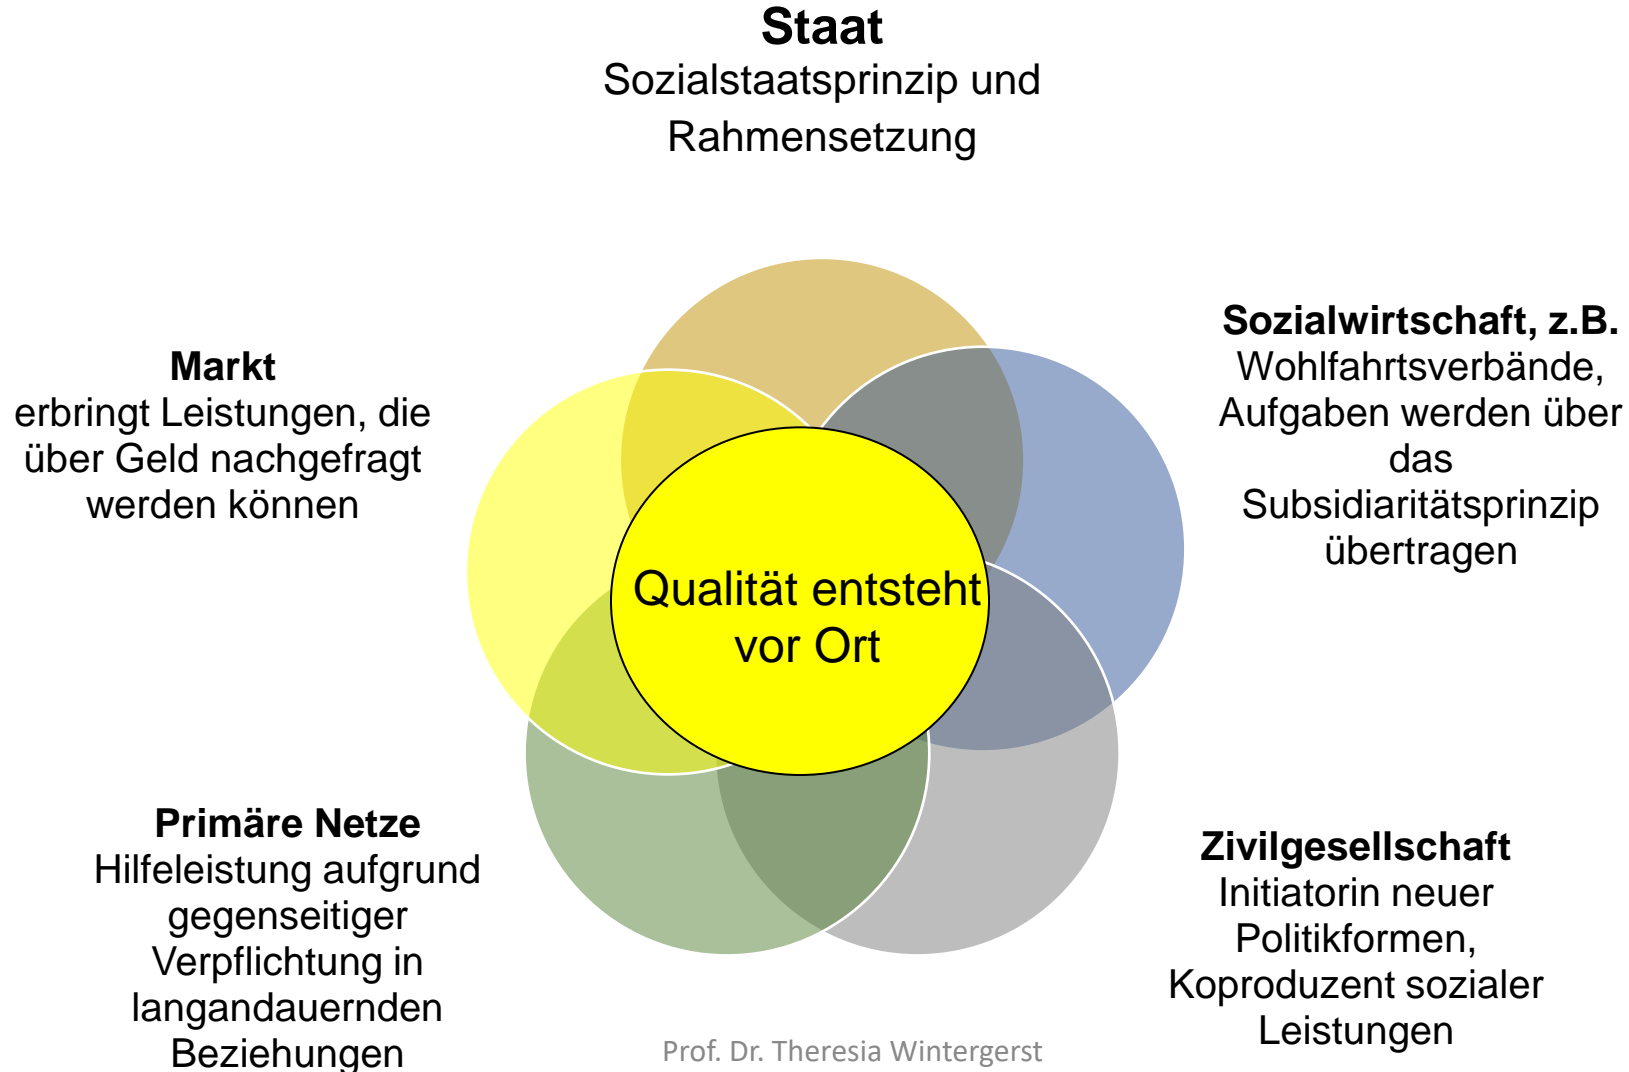 Staat
Sozialstaatsprinzip und
Rahmensetzung
Markt
erbringt Leistungen, die
über Geld nachgefragt
werden können
Sozialwirtschaft, z.B.
Wohlfahrtsverbände,
Aufgaben werden über
das
Subsidiaritätsprinzip
übertragen
Qualität entsteht
vor Ort
Primäre Netze
Hilfeleistung aufgrund
gegenseitiger
Verpflichtung in
langandauernden
Beziehungen
Zivilgesellschaft
Initiatorin neuer
Politikformen,
Koproduzent sozialer
Leistungen
Prof. Dr. Theresia Wintergerst